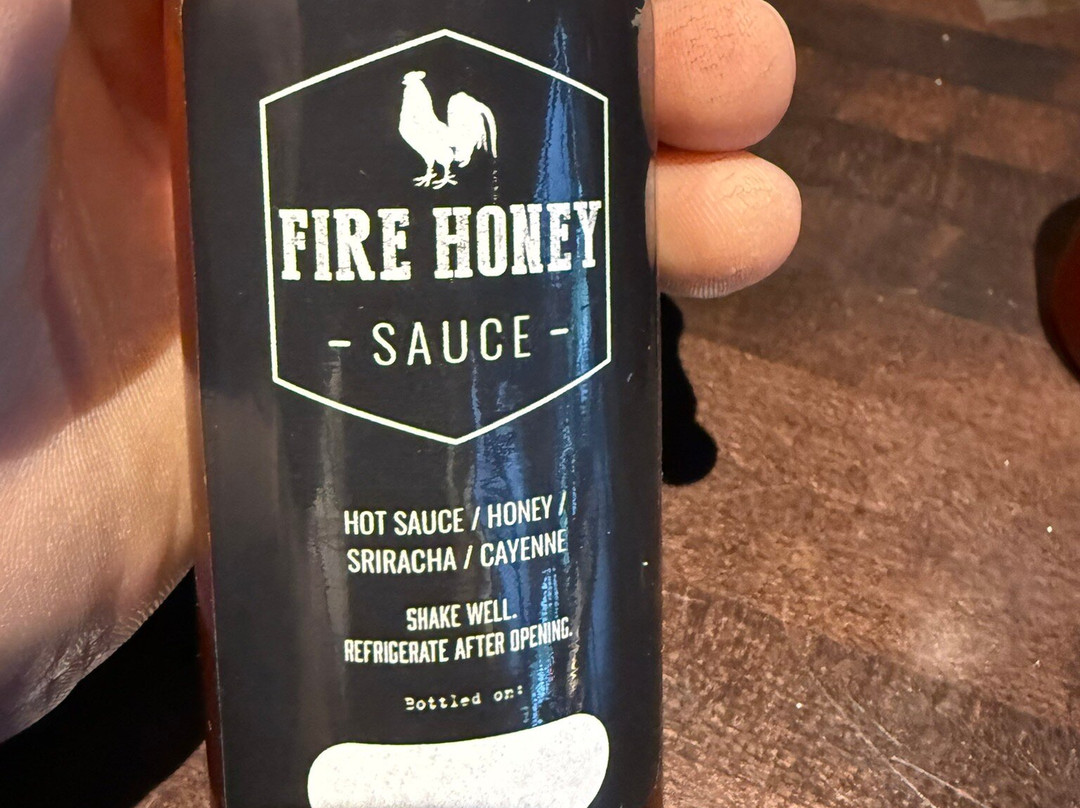 FIRE HONEY
- SAUCE -
HOT SAUCE / HONEY /
SRIRACHA / CAYENNE
SHAKE WELL.
REFRIGERATE AFTER OPENING.
Bottled on: